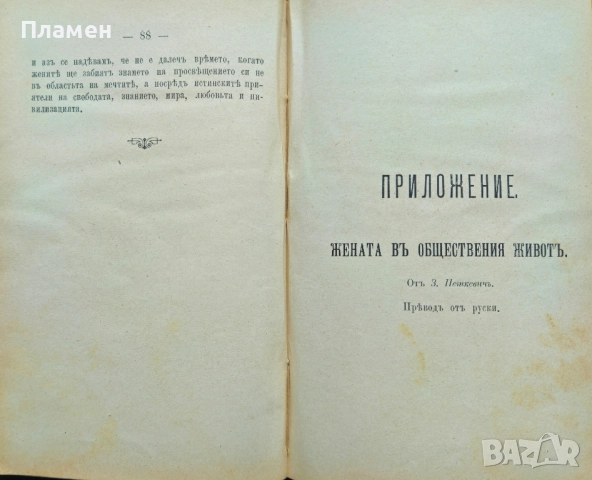 Пламен
— 88 —
и азъ се надѣвамъ, че не е далечъ врѣмето, когато
женитѣ ще забиятъ знамето на просвѣщението си не
въ областьта на мечтитѣ, а посрѣдъ истинскитѣ при-
ятели на свободата, знанието, мира, любовьта и ци-
вилизацията.
ПРИЛОЖЕНИЕ.
ЖЕНАТА ВЪ ОБЩЕСТВЕНИЯ ЖИВОТЪ.
Отъ З. Пешкевичъ.
Прѣводъ отъ руски.
BAZAR
bg